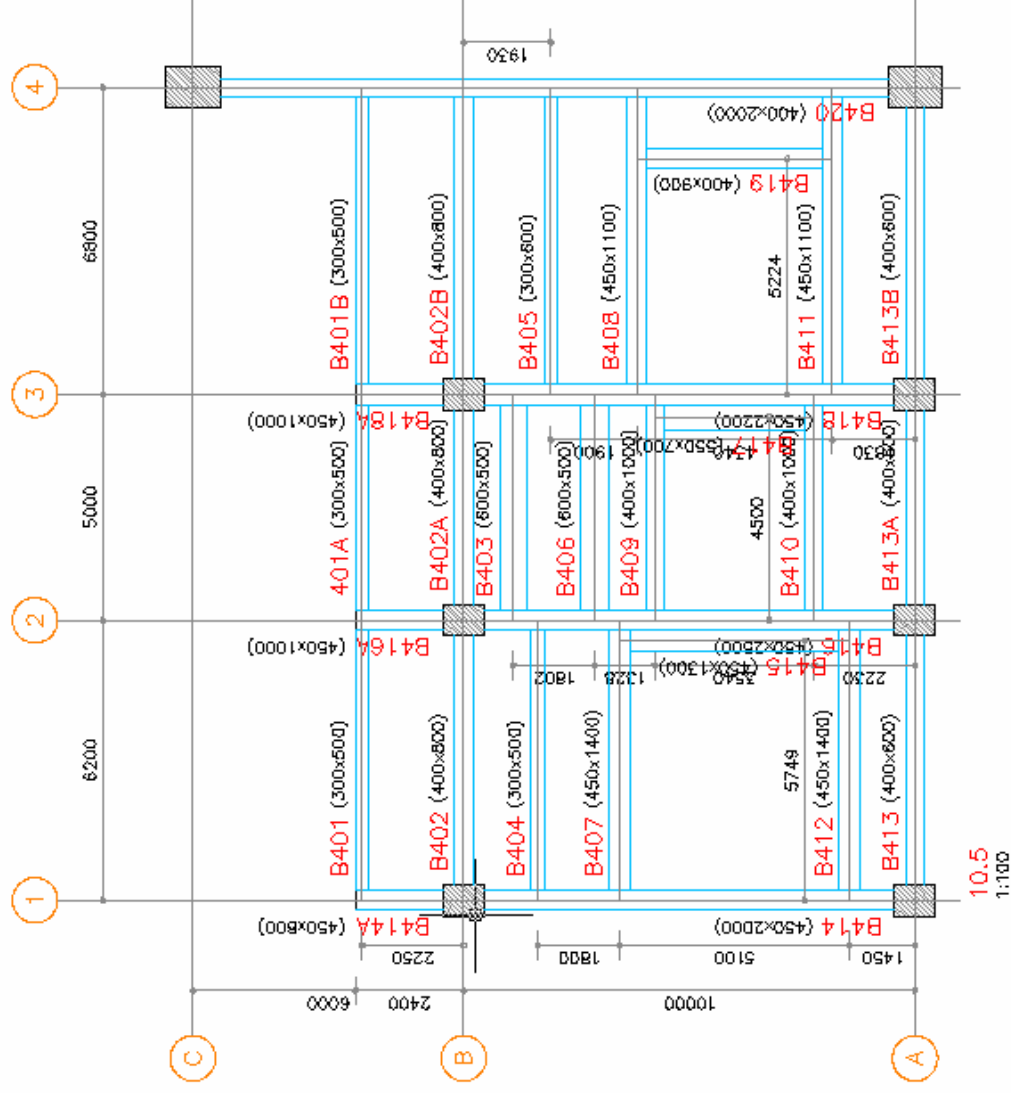 4
1930
(400x2000) B420
(400x900) B419
6800
B401B (300x500)
B402B (400x800)
B405 (300x600)
B408 (450x1100)
5224
B411 (450x1100)
B413B (400x600)
3
(450x1000) B418A
(450x2200) B418
(550x700) B417
1900
5000
401A (300x500)
B402A (400x800)
B403 (600x500)
B406 (600x500)
B409 (400x1000)
4500
B410 (400x1000)
B413A (400x600)
2
(450x1000) B416A
(450x2500) B416
(450x1300) B415
1802
1328
3540
2230
6200
B401 (300x500)
B402 (400x800)
B404 (300x500)
B407 (450x1400)
5749
B412 (450x1400)
B413 (400x600)
1
(450x800) B414A
(450x2000) B414
2250
1800
5100
1450
6000
2400
10000
10.5
1:100
C
B
A